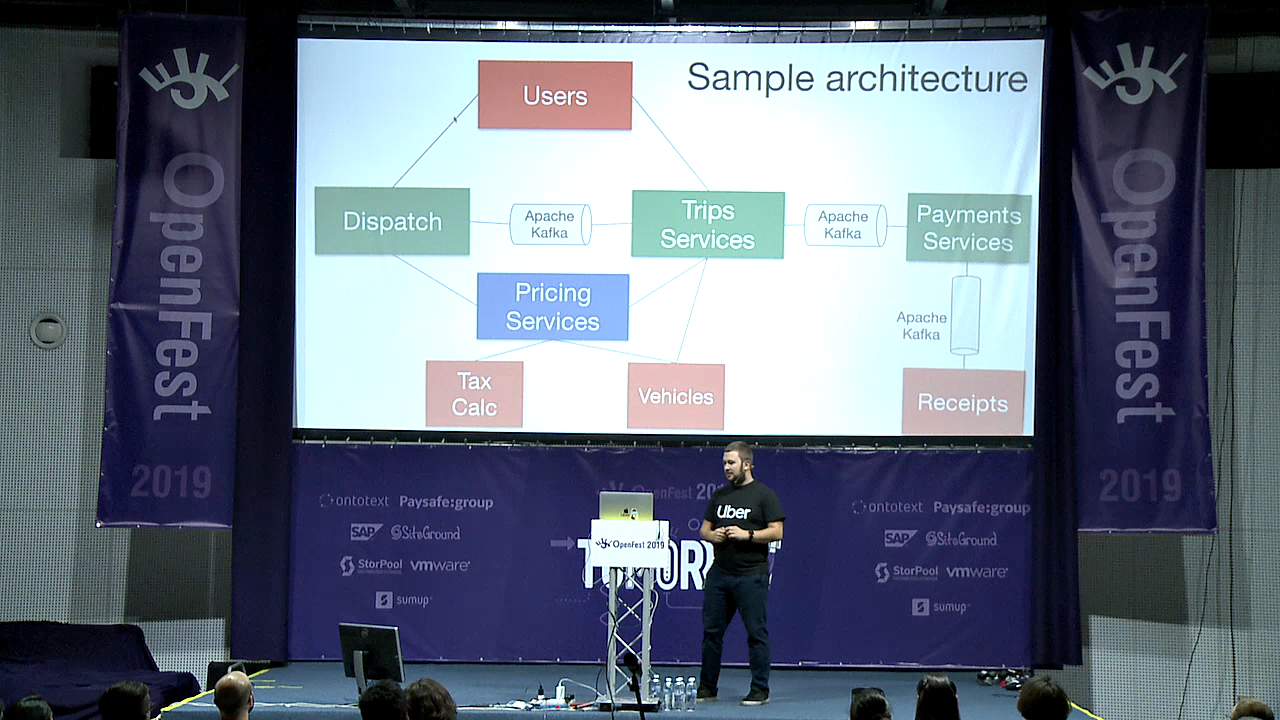 Sample architecture
Users
Dispatch
Apache
Kafka
Trips
Services
Apache
Kafka
Payments
Services
Pricing
Services
Apache
Kafka
Tax
Calc
Vehicles
Receipts
OpenFest
2019
OpenFest
2019
ontotext Paysafe:group
SAP SiteGround
StorPool vmware
sumup
OpenFest
Uber
OpenFest 2019
ontotext Paysafe:group
SAP SiteGround
StorPool vmware
sumup